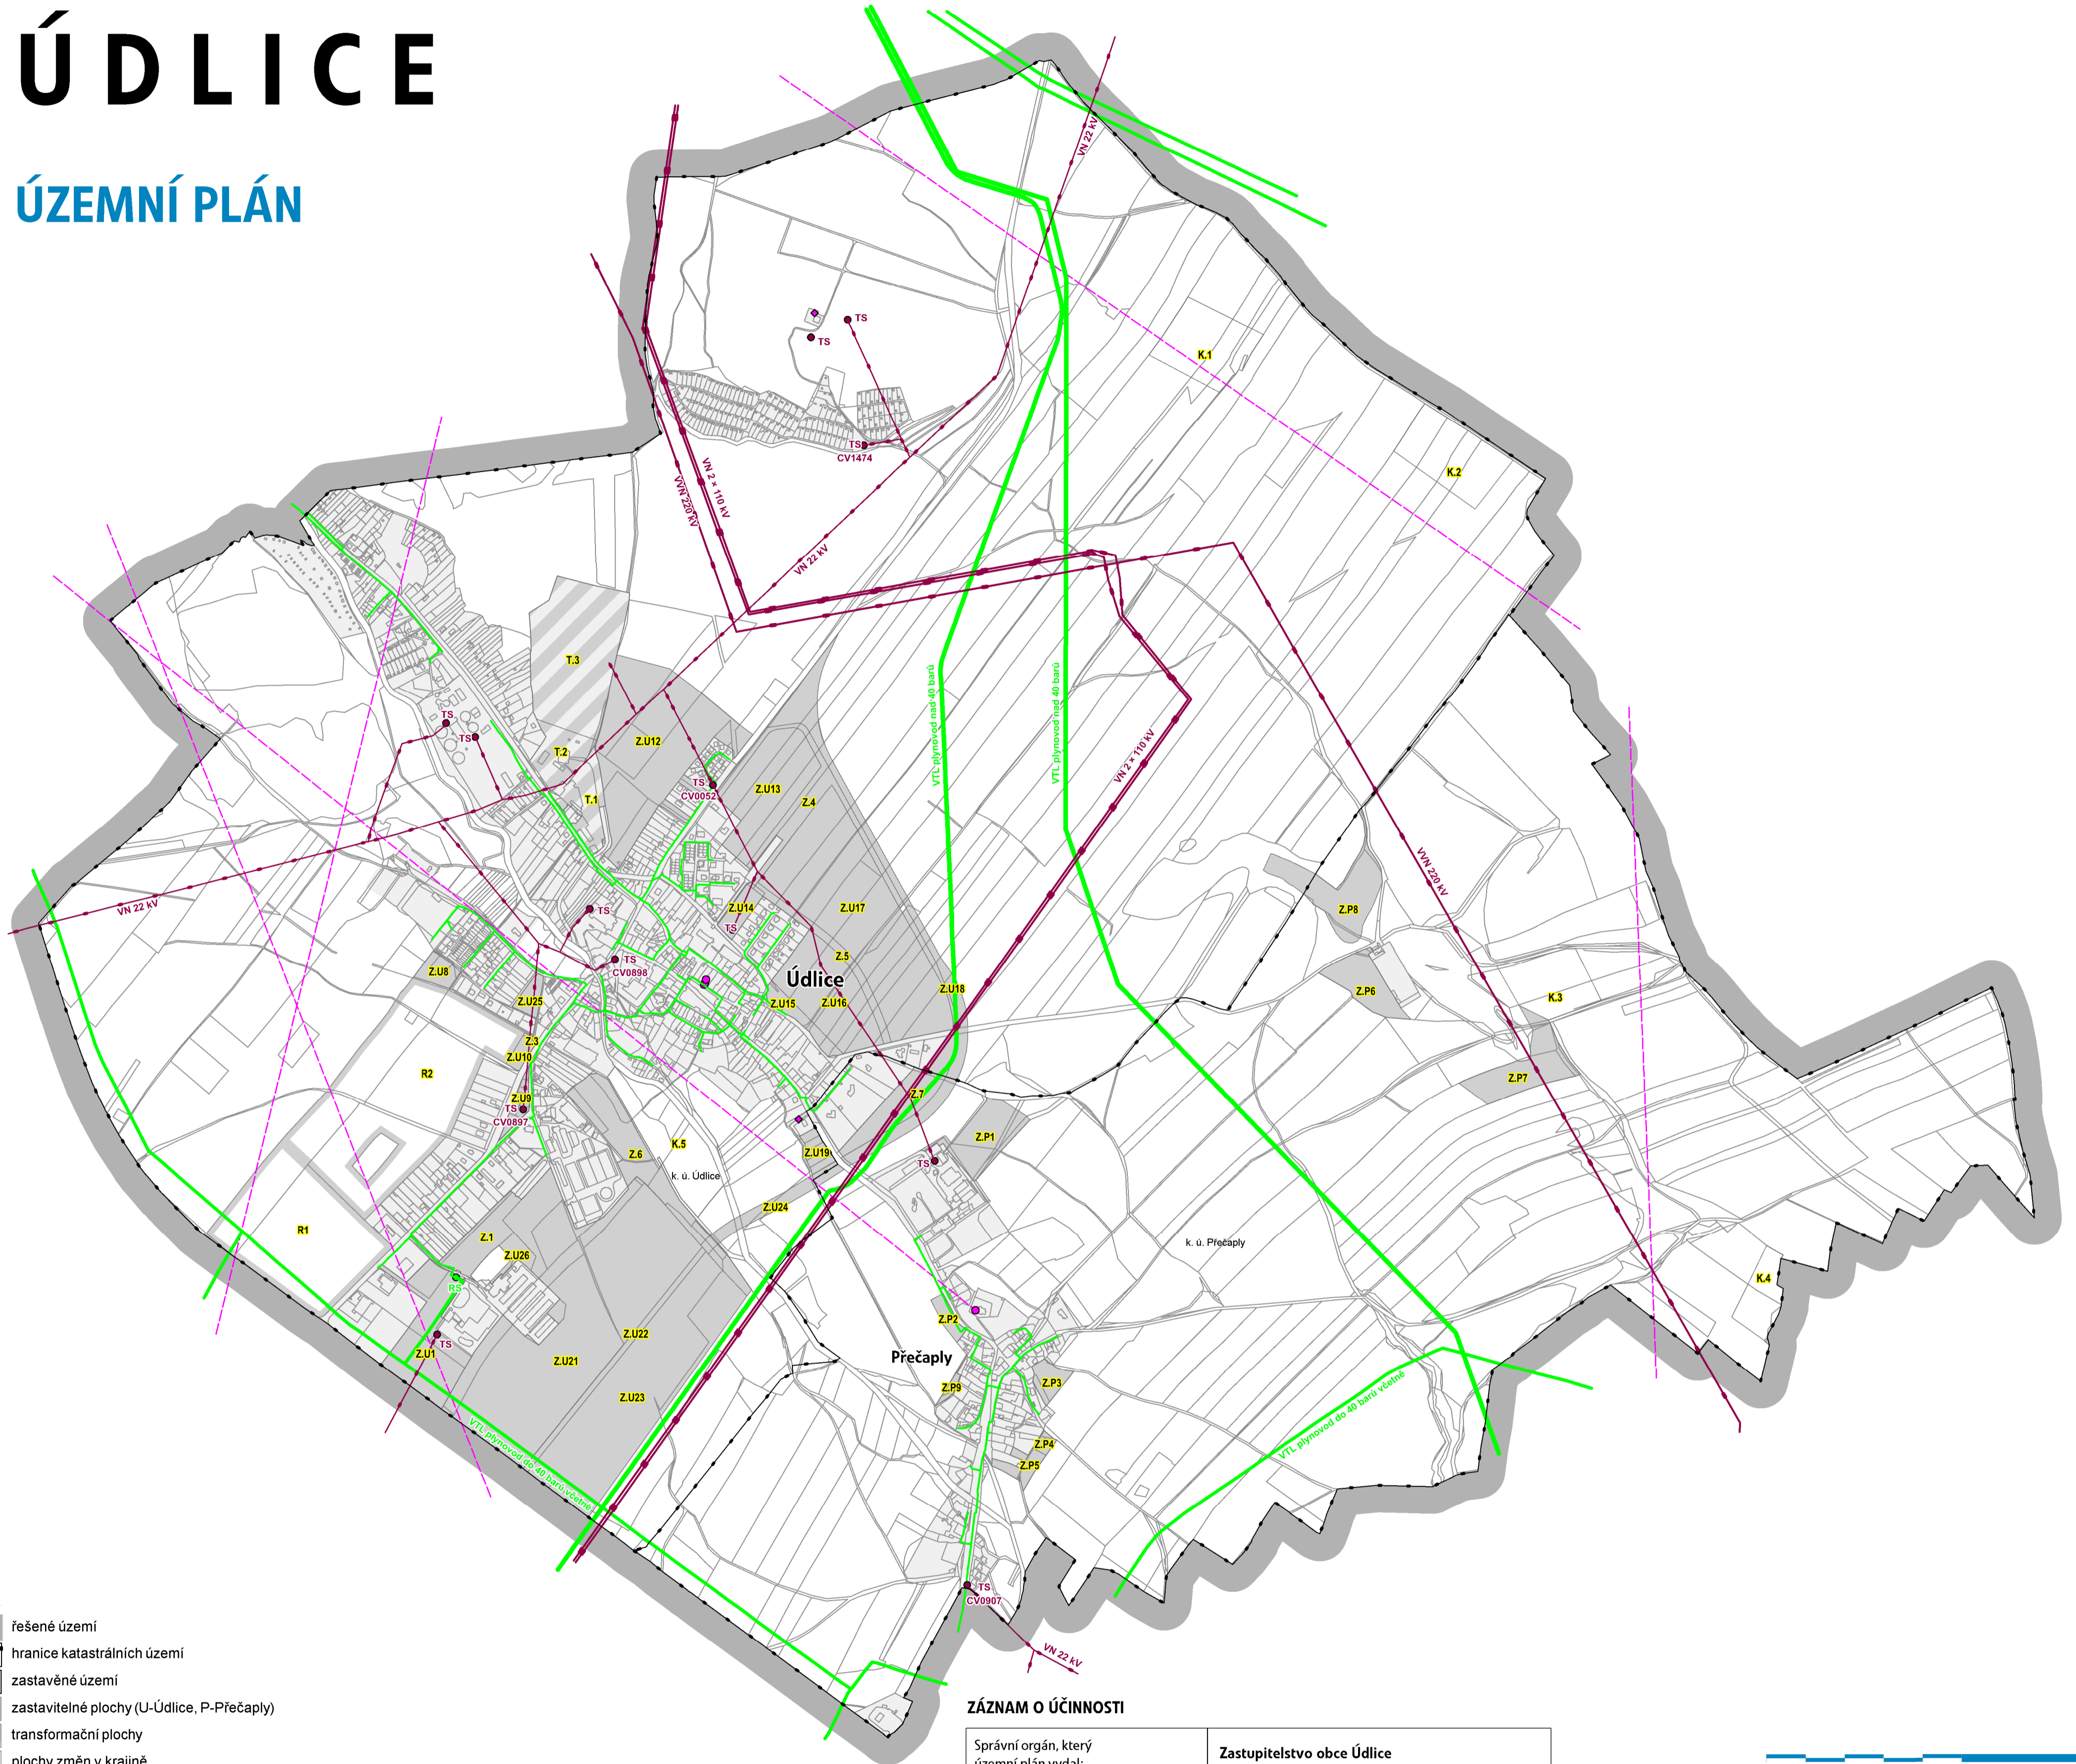 ÚDLICE
ÚZEMNÍ PLÁN
VN 22 kV
TS
TS
K.1
TS
CV1474
K.2
VN 2 × 110 kV
VVN 220 kV
VN 22 kV
T.3
VTL plynovod nad 40 barů
VTL plynovod nad 40 barů
TS
TS
Z.U12
T.2
VN 2 × 110 kV
TS
CV0052
Z.U13
Z.4
T.1
VVN 220 kV
VN 22 kV
TS
Z.U14
TS
Z.U17
Z.P8
Z.5
TS
CV0898
Z.U8
Údlice
Z.U18
Z.P6
K.3
Z.U25
Z.U15
Z.U16
Z.3
Z.U10
R2
Z.P7
Z.U9
TS
CV0897
Z.7
Z.P1
K.5
Z.6
Z.U19
TS
k. ú. Údlice
Z.U24
R1
Z.1
Z.U26
k. ú. Přečaply
K.4
RS
Z.P2
Z.U22
TS
Z.U1
Z.U21
Přečaply
Z.P9
Z.P3
Z.U23
VTL plynovod do 40 barů včetně
Z.P4
Z.P5
VTL plynovod do 40 barů včetně
TS
CV0907
VN 22 kV
řešené území
hranice katastrálních území
zastavěné území
zastavitelné plochy (U-Údlice, P-Přečaply)
transformační plochy
plochy změn v krajině
ZÁZNAM O ÚČINNOSTI
Správní orgán, který
územní plán vydal:
Zastupitelstvo obce Údlice